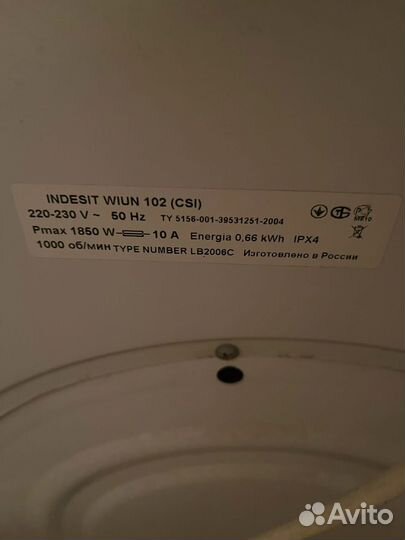 INDESIT WIUN 102 (CSI)
220-230 V ~ 50 Hz TY 5156-001-39531251-2004
Pmax 1850 W 10 A Energia 0,66 kWh IPX4
1000 об/мин TYPE NUMBER LB2006C Изготовлено в России
Avito